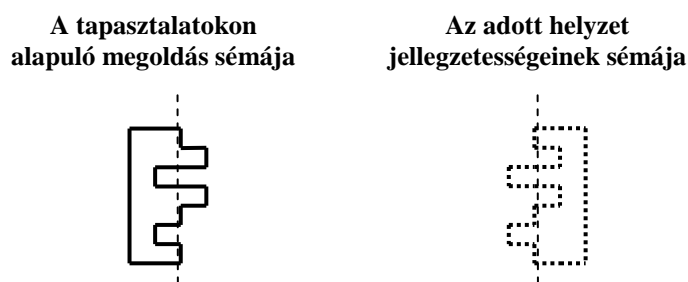 A tapasztalatokon
alapuló megoldás sémája
Az adott helyzet
jellegzetességeinek sémája